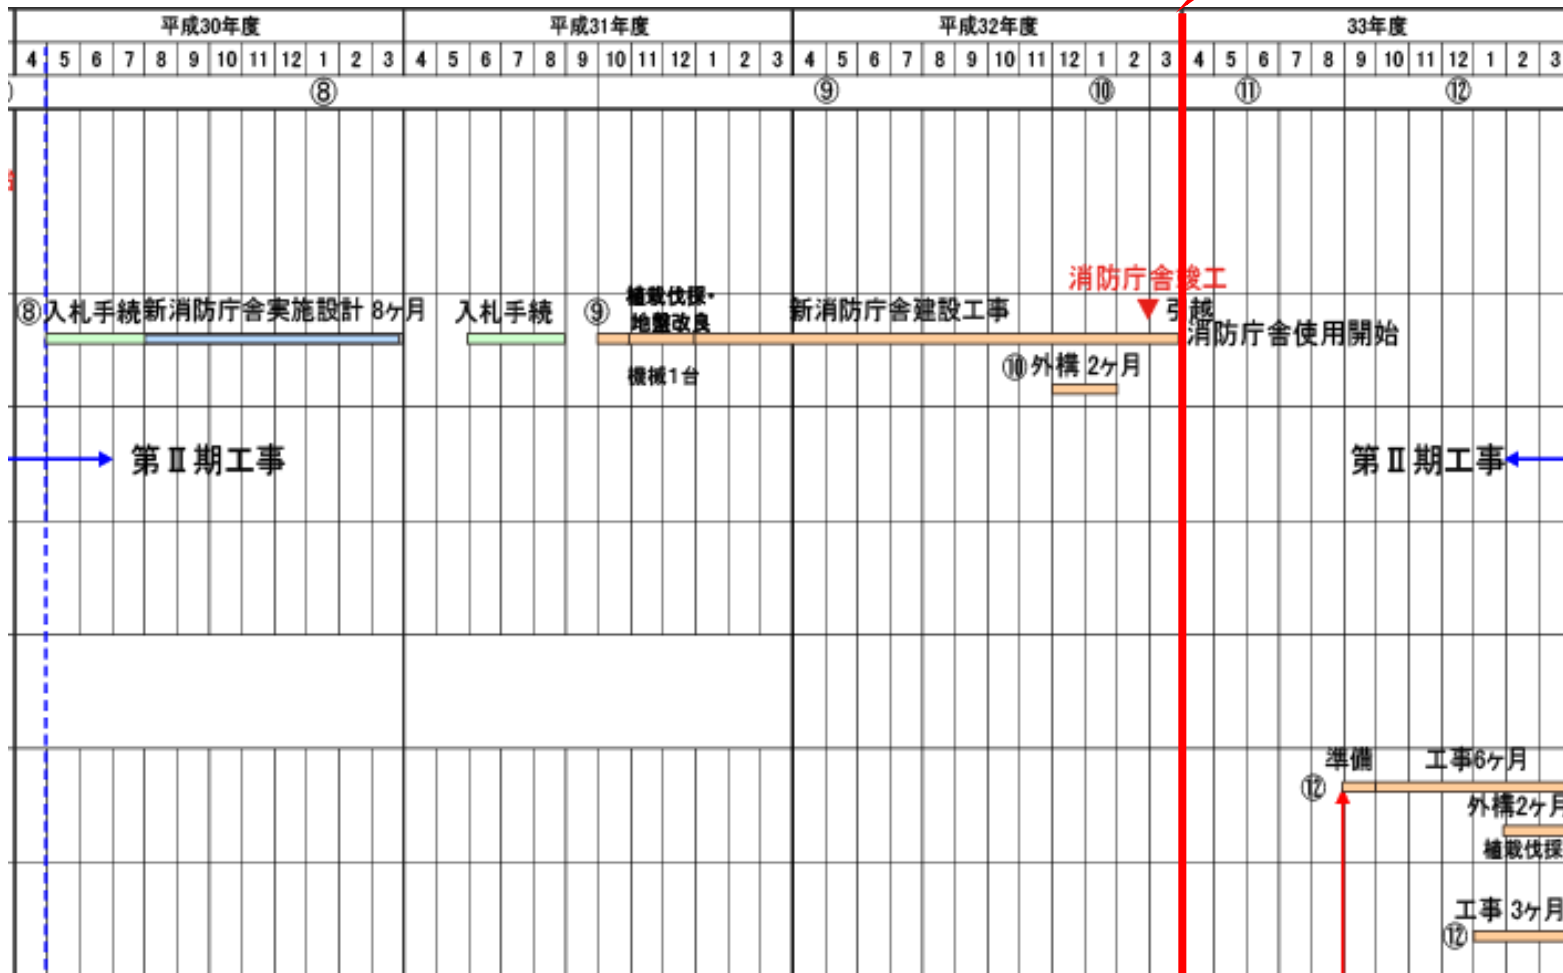 平成30年度 平成31年度 平成32年度 33年度
4 5 6 7 8 9 10 11 12 1 2 3 4 5 6 7 8 9 10 11 12 1 2 3 4 5 6 7 8 9 10 11 12 1 2 3 4 5 6 7 8 9 10 11 12 1 2 3
⑧ ⑨ ⑩ ⑪ ⑫
消防庁舎竣工
⑧入札手続 新消防庁舎実施設計 8ヶ月 入札手続 ⑨ 植栽伐採・ 新消防庁舎建設工事 引越
地盤改良 消防庁舎使用開始
機械1台 ⑩外構 2ヶ月
第Ⅱ期工事 第Ⅱ期工事
準備 工事6ヶ月
⑫
外構2ヶ月
植栽伐採
工事 3ヶ月
⑫